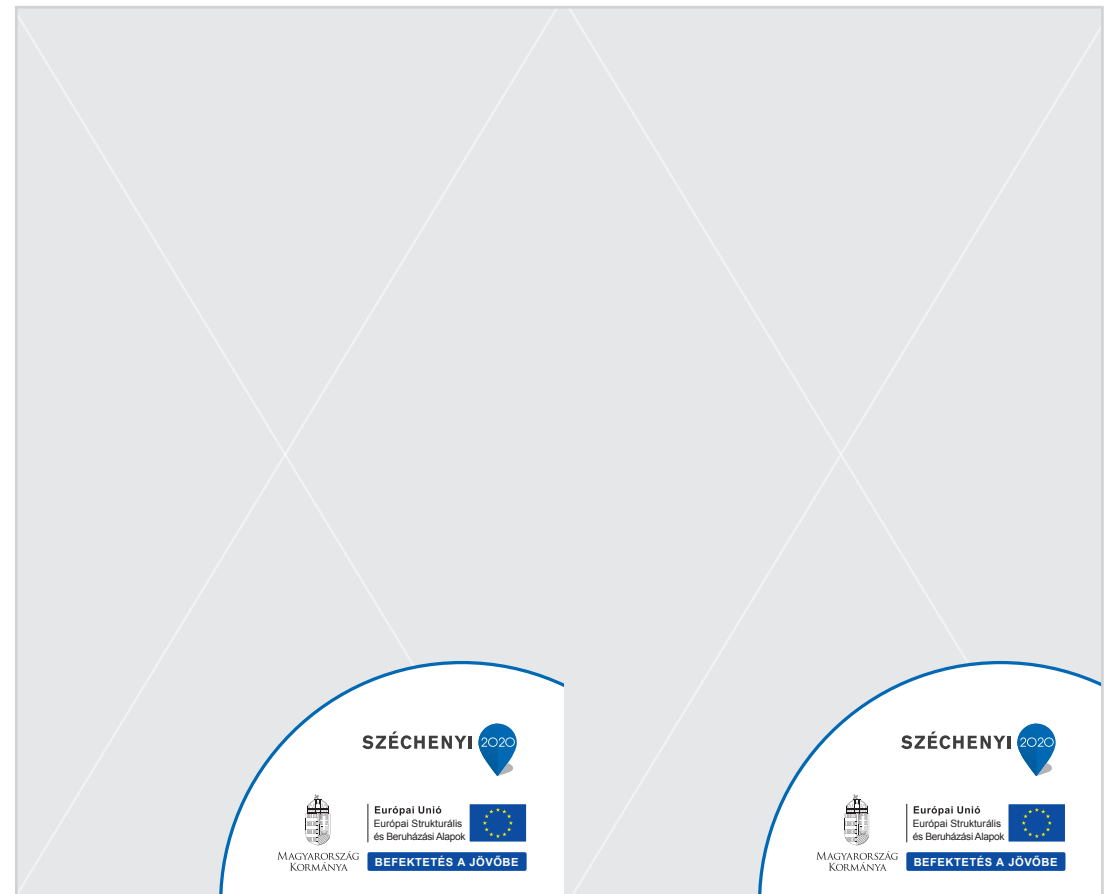 SZÉCHENYI 2020
MAGYARORSZÁG
KORMÁNYA
Európai Unió
Európai Strukturális
és Beruházási Alapok
BEFEKTETÉS A JÖVŐBE
SZÉCHENYI 2020
MAGYARORSZÁG
KORMÁNYA
Európai Unió
Európai Strukturális
és Beruházási Alapok
BEFEKTETÉS A JÖVŐBE